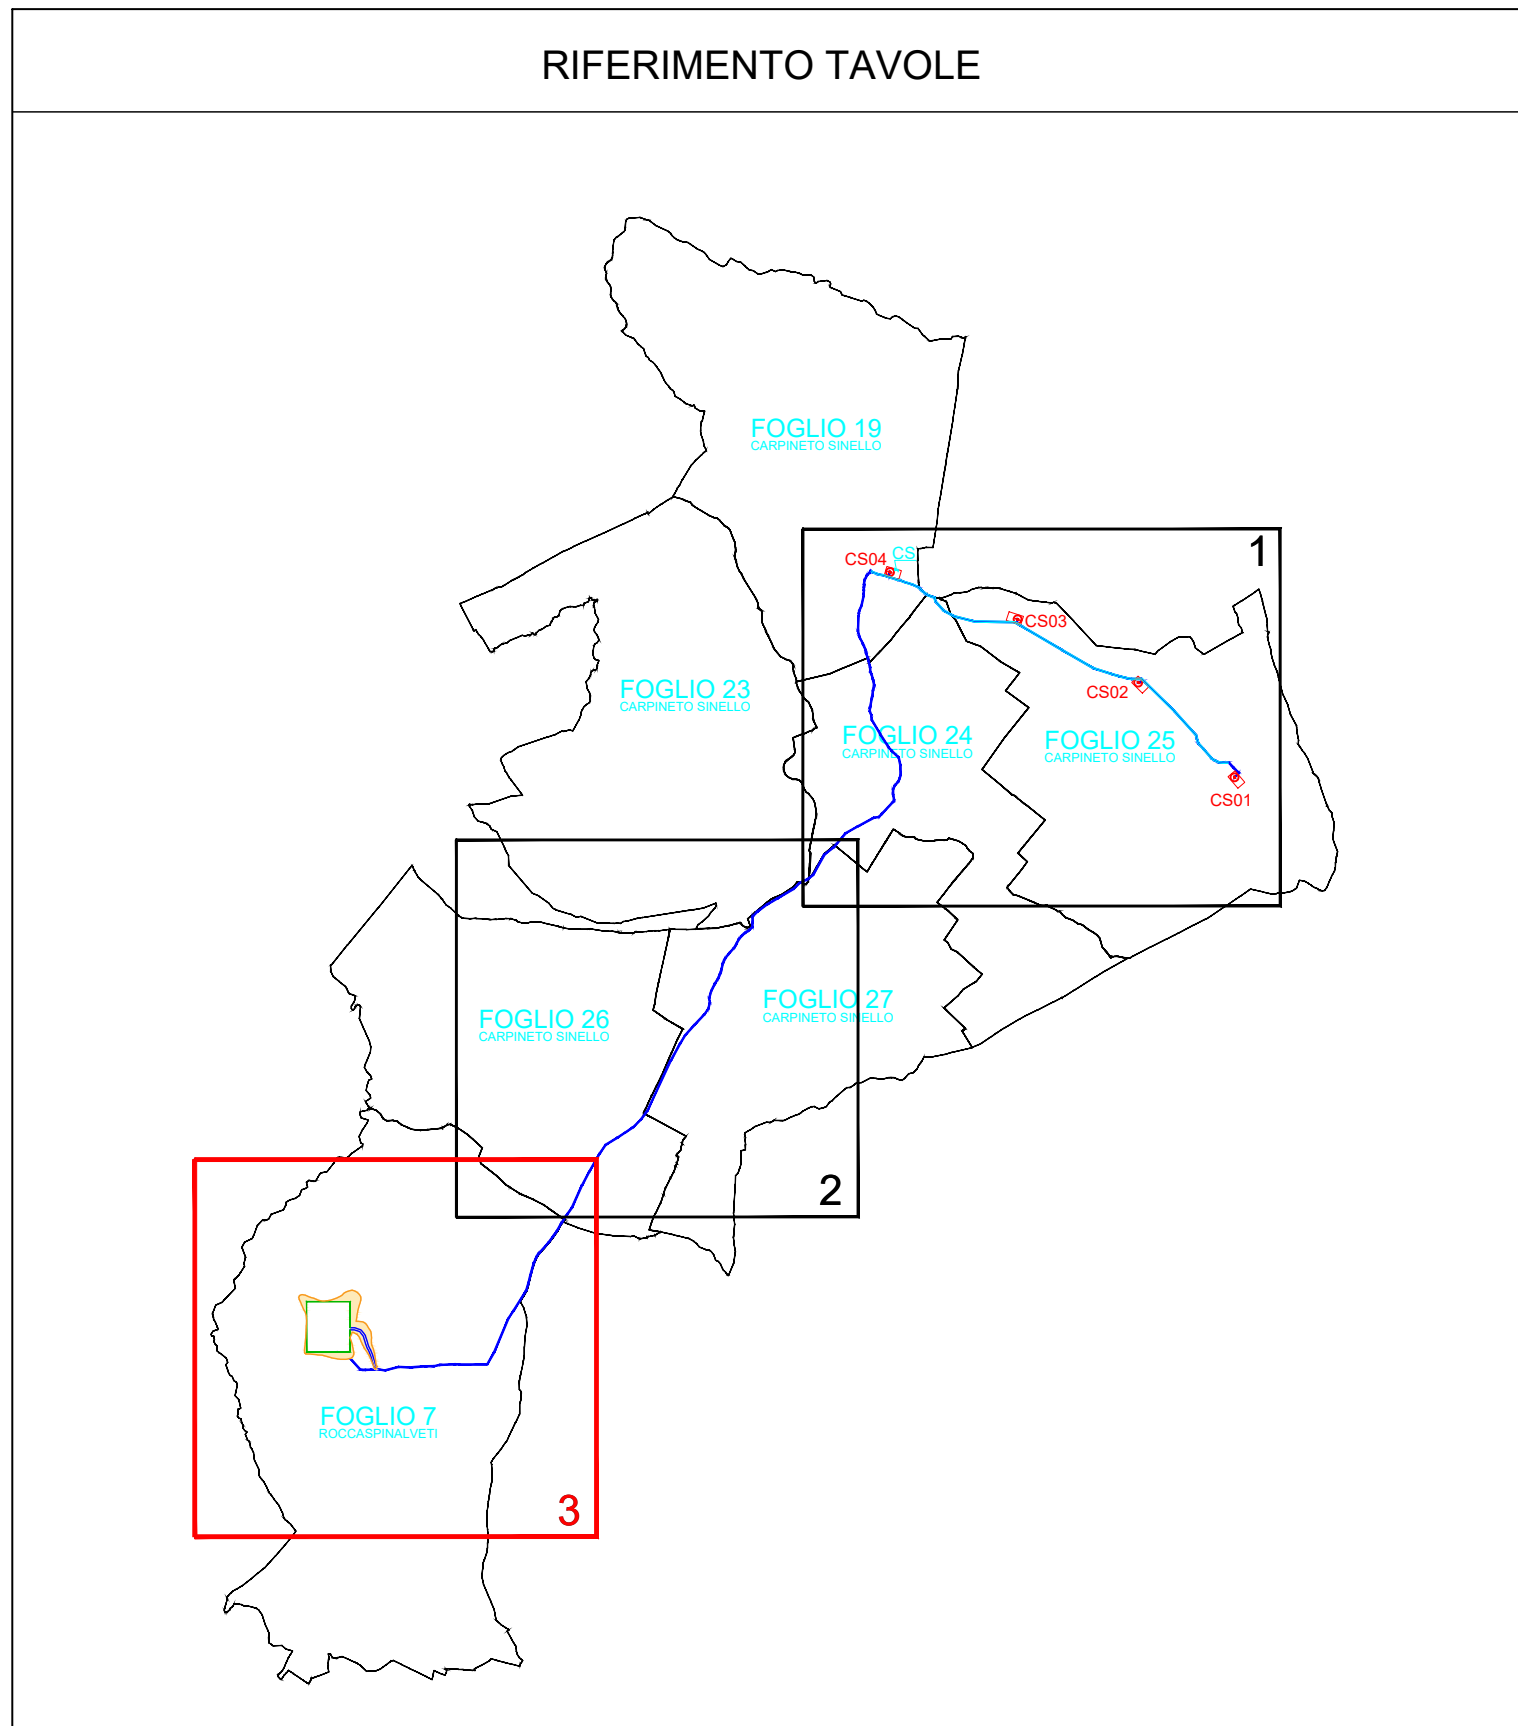 RIFERIMENTO TAVOLE
FOGLIO 19
CARPINETO SINELLO
1
CS04
CS
CS03
CS02
CS01
FOGLIO 23
CARPINETO SINELLO
FOGLIO 24
CARPINETO SINELLO
FOGLIO 25
CARPINETO SINELLO
FOGLIO 26
CARPINETO SINELLO
FOGLIO 27
CARPINETO SINELLO
2
FOGLIO 7
ROCCASPINALVETI
3